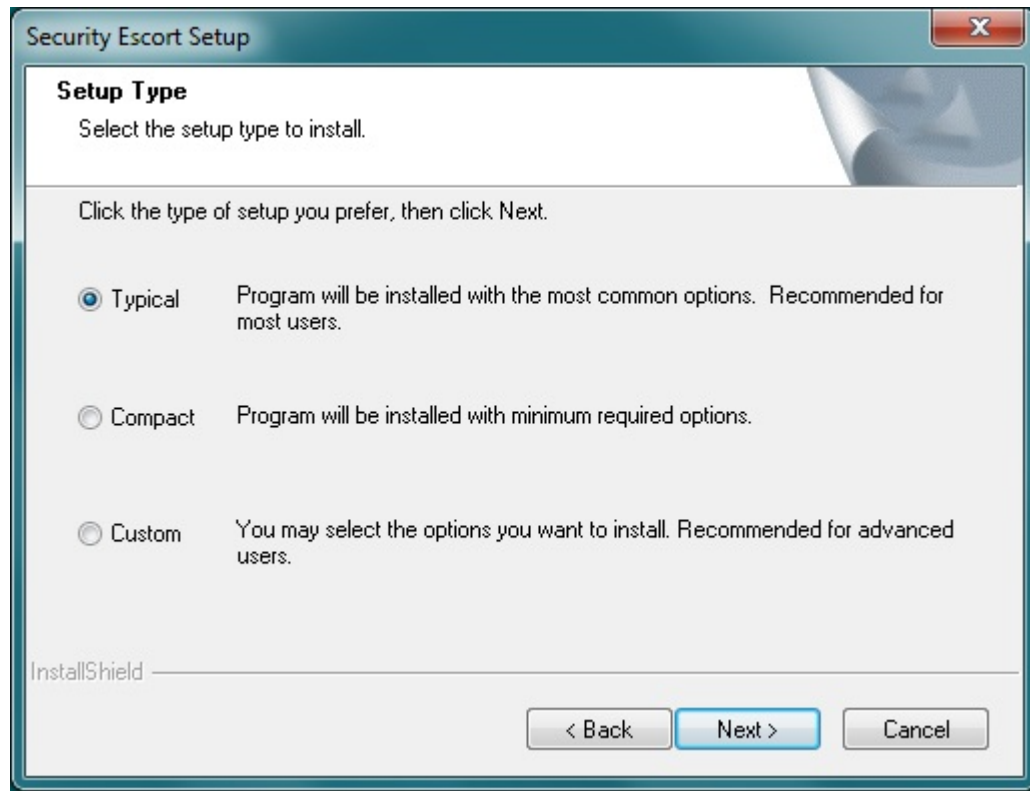 Security Escort Setup
Setup Type
Select the setup type to install.
Click the type of setup you prefer, then click Next.
Typical Program will be installed with the most common options.  Recommended for
most users.
Compact Program will be installed with minimum required options.
Custom You may select the options you want to install. Recommended for advanced
users.
InstallShield
< Back Next > Cancel